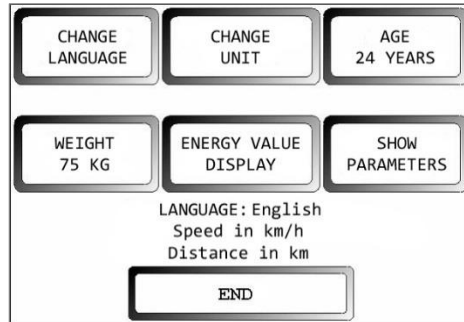 CHANGE
LANGUAGE
CHANGE
UNIT
AGE
24 YEARS
WEIGHT
75 KG
ENERGY VALUE
DISPLAY
SHOW
PARAMETERS
LANGUAGE: English
Speed in km/h
Distance in km
END